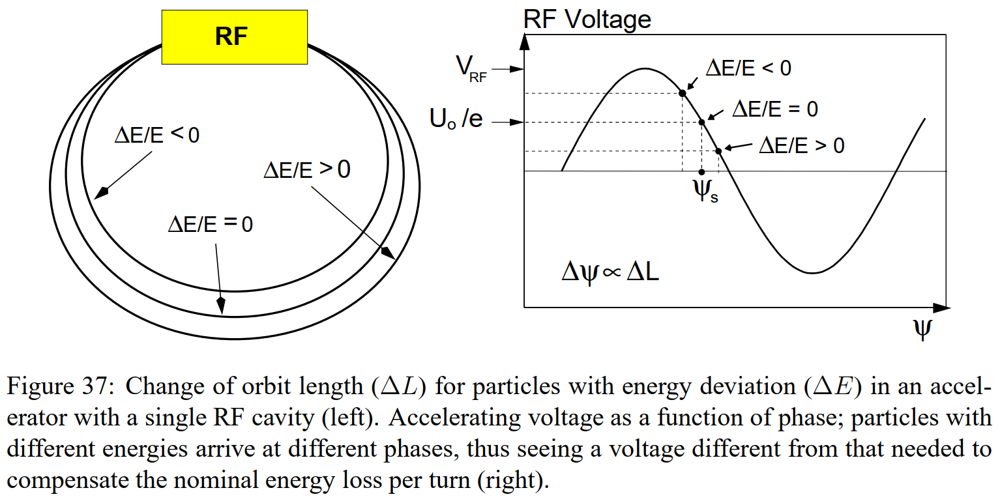 RF
ΔE/E < 0
ΔE/E > 0
ΔE/E = 0
RF Voltage
V_RF
ΔE/E < 0
U_o /e
ΔE/E = 0
ΔE/E > 0
ψ_s
Δψ ∝ ΔL
ψ
Figure 37: Change of orbit length (ΔL) for particles with energy deviation (ΔE) in an accel-
erator with a single RF cavity (left). Accelerating voltage as a function of phase; particles with
different energies arrive at different phases, thus seeing a voltage different from that needed to
compensate the nominal energy loss per turn (right).